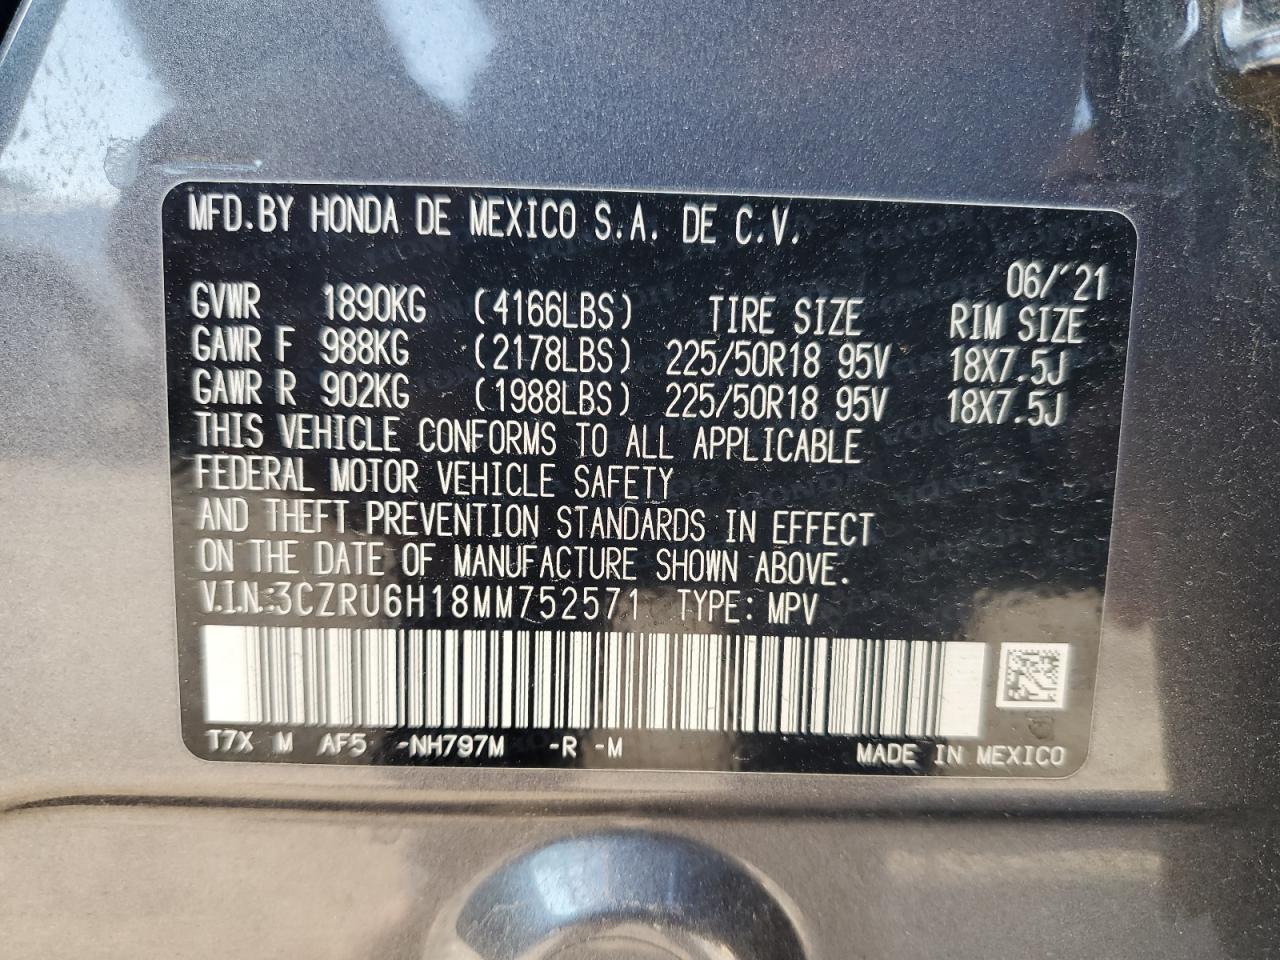 MFD.BY HONDA DE MEXICO S.A. DE C.V.
06/'21
GVWR 1890KG (4166LBS) TIRE SIZE RIM SIZE
GAWR F 988KG (2178LBS) 225/50R18 95V 18X7.5J
GAWR R 902KG (1988LBS) 225/50R18 95V 18X7.5J
THIS VEHICLE CONFORMS TO ALL APPLICABLE
FEDERAL MOTOR VEHICLE SAFETY
AND THEFT PREVENTION STANDARDS IN EFFECT
ON THE DATE OF MANUFACTURE SHOWN ABOVE.
V.I.N.:3CZRU6H18MM752571 TYPE: MPV
T7X M AF5 -NH797M -R -M
MADE IN MEXICO